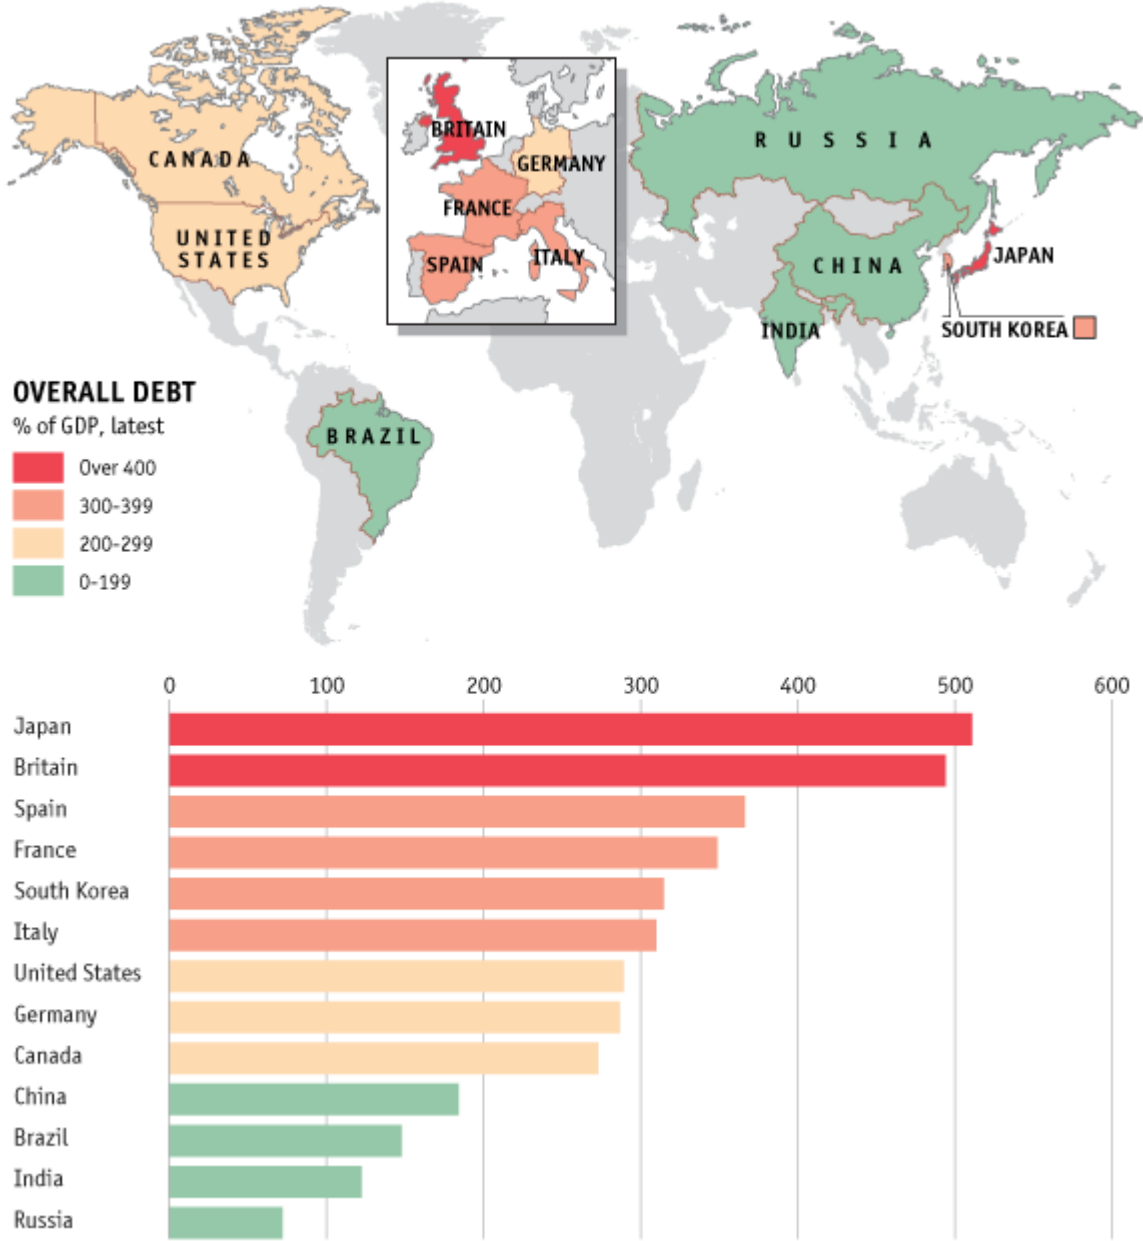 CANADA
UNITED
STATES
BRITAIN
GERMANY
FRANCE
SPAIN
ITALY
RUSSIA
CHINA
INDIA
JAPAN
SOUTH KOREA
BRAZIL
OVERALL DEBT
% of GDP, latest
Over 400
300-399
200-299
0-199
0 100 200 300 400 500 600
Japan
Britain
Spain
France
South Korea
Italy
United States
Germany
Canada
China
Brazil
India
Russia